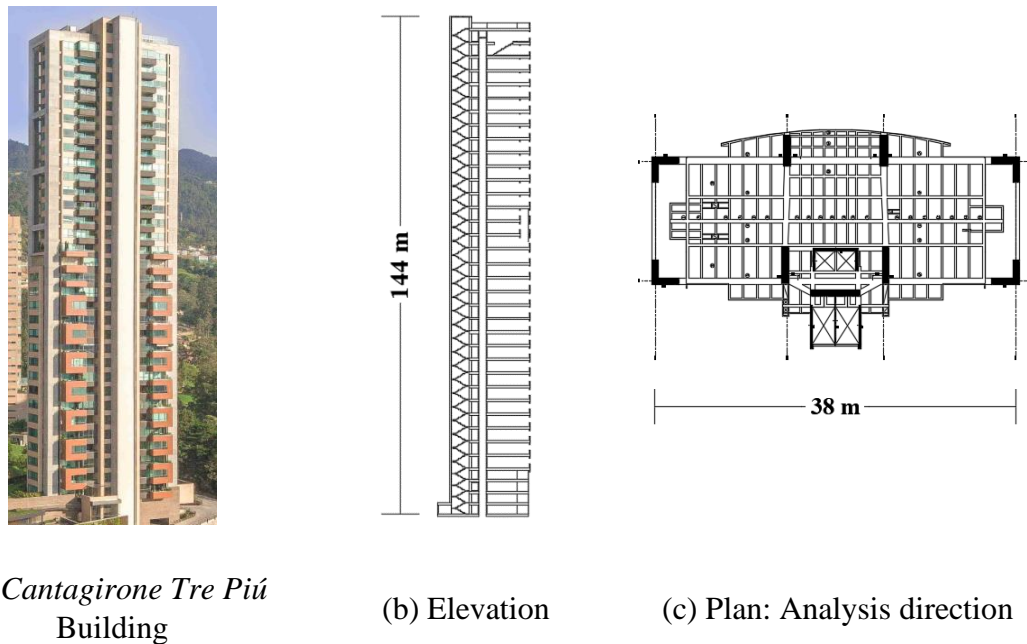 144 m
38 m
Cantagirone Tre Piú
Building
(b) Elevation
(c) Plan: Analysis direction